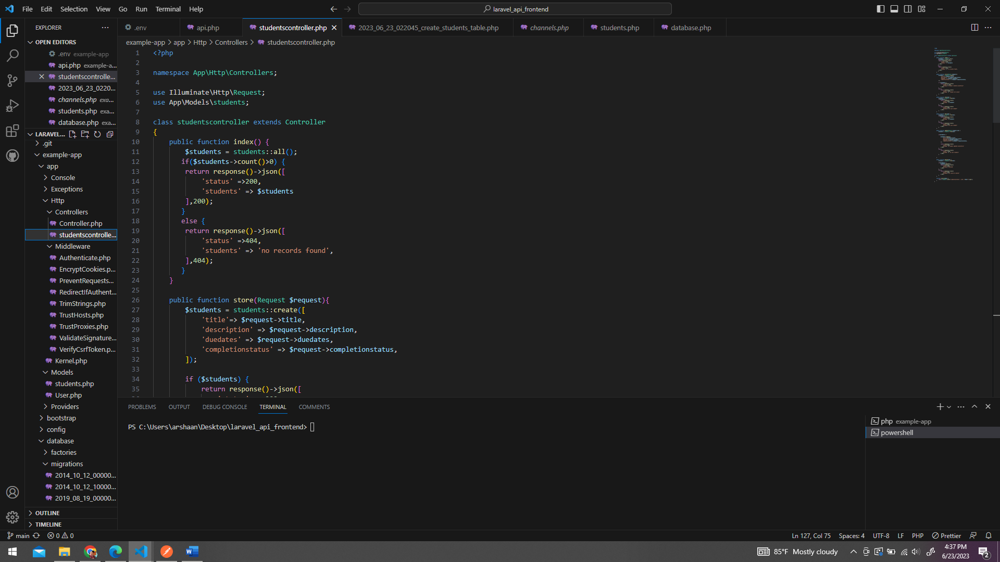 File Edit Selection View Go Run Terminal Help
laravel_api_frontend
EXPLORER
.env
api.php
studentscontroller.php
2023_06_23_022045_create_students_table.php
channels.php
students.php
database.php
OPEN EDITORS
.env example-app
api.php example-a...
studentscontrolle...
2023_06_23_0220...
channels.php exa...
students.php exa...
database.php exa...
LARAVEL...
.git
example-app
app
Console
Exceptions
Http
Controllers
Controller.php
studentscontrolle...
Middleware
Authenticate.php
EncryptCookies.p...
PreventRequests...
RedirectIfAuthent...
TrimStrings.php
TrustHosts.php
TrustProxies.php
ValidateSignature...
VerifyCsrfToken.p...
Kernel.php
Models
students.php
User.php
Providers
bootstrap
config
database
factories
migrations
2014_10_12_00000...
2014_10_12_10000...
2019_08_19_00000...
OUTLINE
TIMELINE
example-app > app > Http > Controllers > studentscontroller.php
1 <?php
2
3 namespace App\Http\Controllers;
4
5 use Illuminate\Http\Request;
6 use App\Models\students;
7
8 class studentscontroller extends Controller
9 {
10 public function index() {
11 $students = students::all();
12 if($students->count()>0) {
13 return response()->json([
14 'status' =>200,
15 'students' => $students
16 ],200);
17 }
18 else {
19 return response()->json([
20 'status' =>404,
21 'students' => 'no records found',
22 ],404);
23 }
24 }
25
26 public function store(Request $request){
27 $students = students::create([
28 'title'=> $request->title,
29 'description' => $request->description,
30 'duedates' => $request->duedates,
31 'completionstatus' => $request->completionstatus,
32 ]);
33
34 if ($students) {
35 return response()->json([
PROBLEMS OUTPUT DEBUG CONSOLE TERMINAL COMMENTS
PS C:\Users\arshaan\Desktop\laravel_api_frontend>
php example-app
powershell
main 0 0
Ln 127, Col 75 Spaces: 4 UTF-8 LF PHP Prettier
85°F Mostly cloudy
4:37 PM
6/23/2023
2